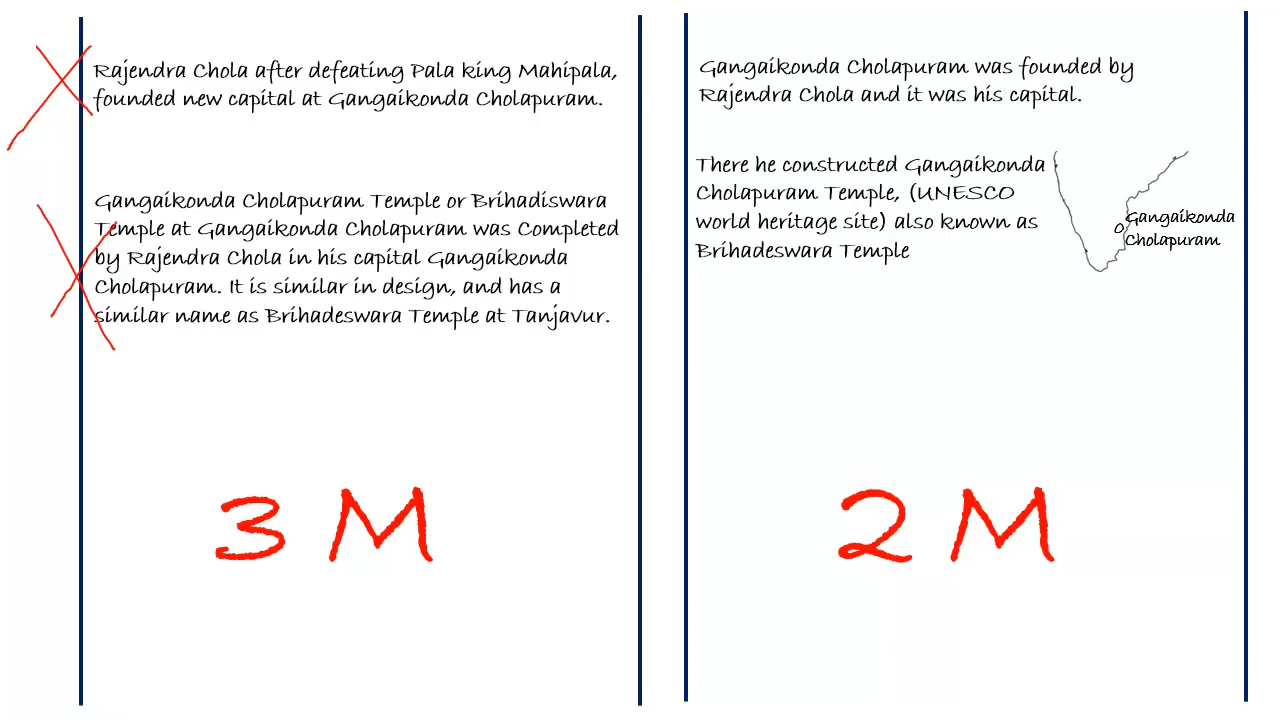 Rajendra Chola after defeating Pala king Mahipala,
founded new capital at Gangaikonda Cholapuram.
Gangaikonda Cholapuram Temple or Brihadiswara
Temple at Gangaikonda Cholapuram was Completed
by Rajendra Chola in his capital Gangaikonda
Cholapuram. It is similar in design, and has a
similar name as Brihadeswara Temple at Tanjavur.
3 M
Gangaikonda Cholapuram was founded by
Rajendra Chola and it was his capital.
There he constructed Gangaikonda
Cholapuram Temple, (UNESCO
world heritage site) also known as
Brihadeswara Temple
Gangaikonda
Cholapuram
2 M